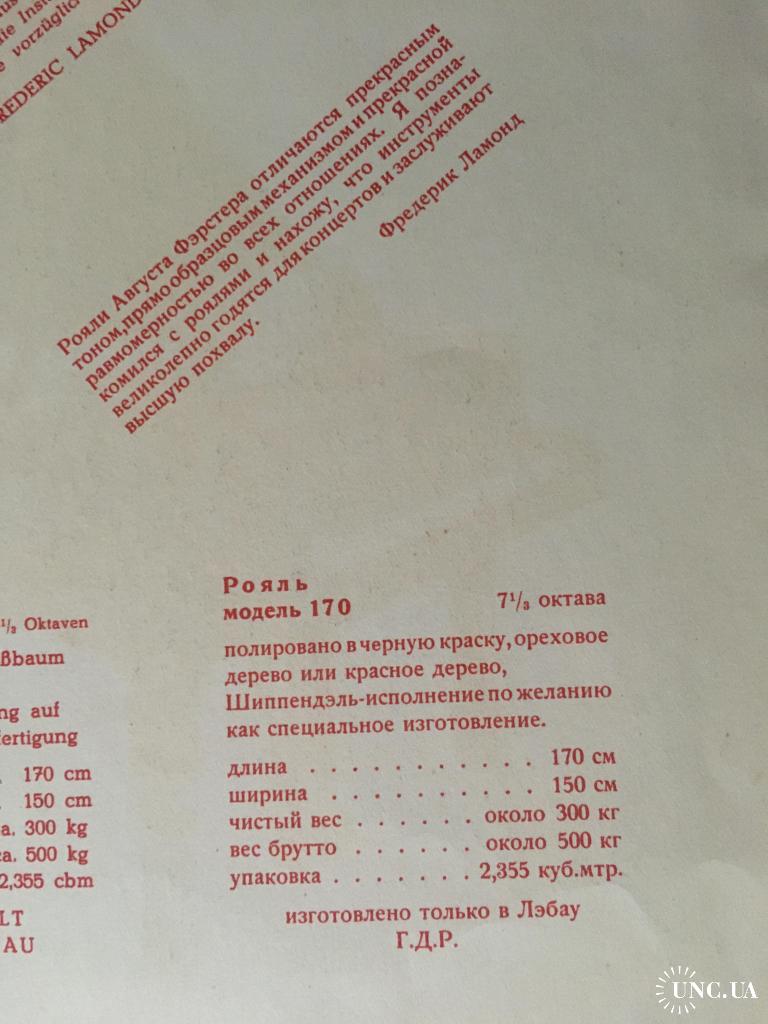 ie Inst
e vorzüglich
REDERIC LAMOND
Рояли Августа Фэрстера отличаются прекрасным
тоном, прямо образцовым механизмом и прекрасной
равмомерностью во всех отношениях. Я позна-
комился с роялями и нахожу, что инструменты
великолепно годятся для концертов и заслуживают
высшую похвалу.
Фредерик Ламонд
¹/₃ Oktaven
ßbaum
ng auf
fertigung
170 cm
150 cm
a. 300 kg
ca. 500 kg
2,355 cbm
LT
AU
Рояль
модель 170 7¹/₃ октава
полировано в черную краску, ореховое
дерево или красное дерево,
Шиппендэль-исполнение по желанию
как специальное изготовление.
длина . . . . . . . . . . . 170 см
ширина . . . . . . . . . . 150 см
чистый вес . . . . . . около 300 кг
вес брутто . . . . . . около 500 кг
упаковка . . . . . . . 2,355 куб.мтр.
изготовлено только в Лэбау
Г.Д.Р.
UNC.UA